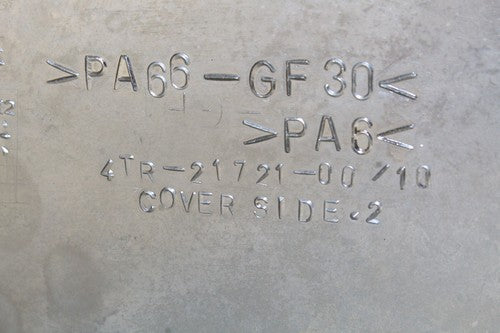 >PA66-GF30<
>PA6<
4TR-21721-00/10
COVER SIDE.2